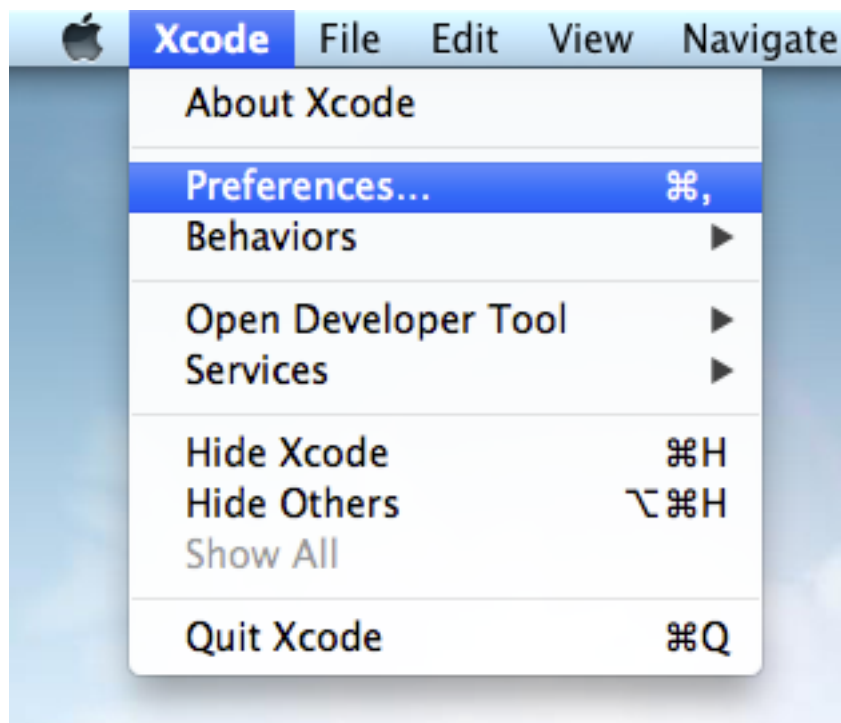 Xcode File Edit View Navigate
About Xcode
Preferences... ⌘,
Behaviors ▶
Open Developer Tool ▶
Services ▶
Hide Xcode ⌘H
Hide Others ⌥⌘H
Show All
Quit Xcode ⌘Q